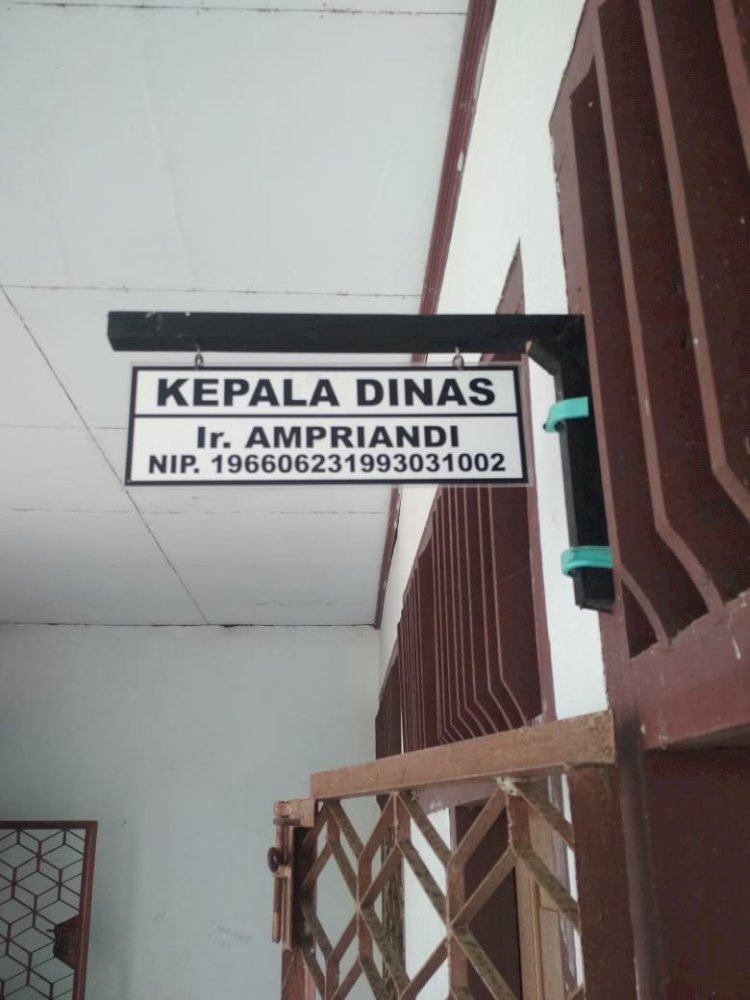 KEPALA DINAS
Ir. AMPRIANDI
NIP. 196606231993031002